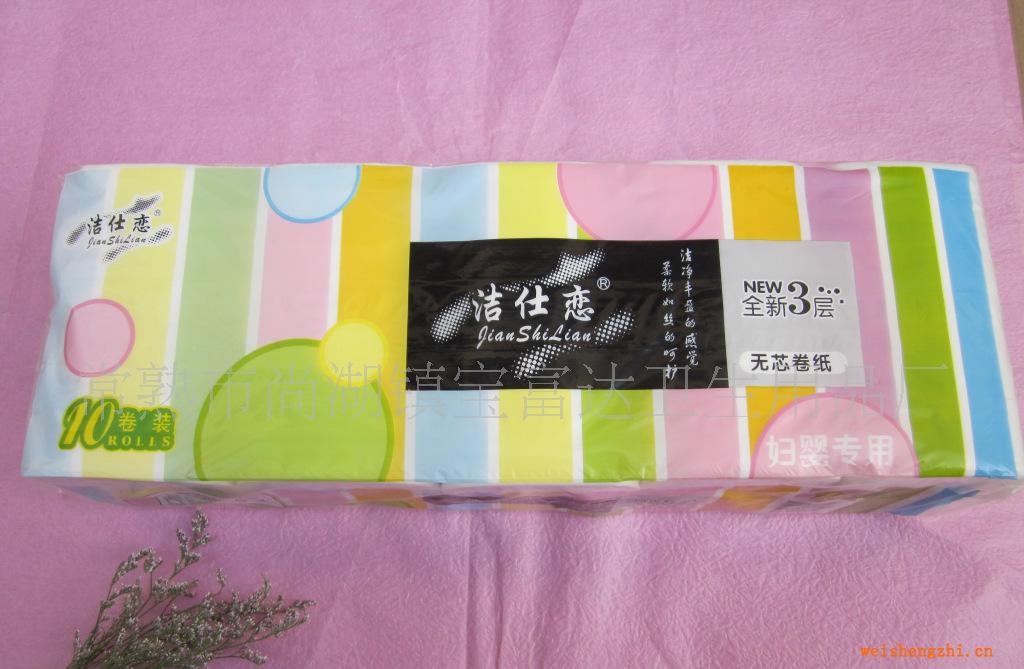 洁仕恋®
JianShiLian
洁仕恋®
JianShiLian
洁净丰盈的感觉
柔软如丝的呵护
NEW
全新3层
无芯卷纸
常熟市尚湖镇宝富达卫生用品厂
10卷装
ROLLS
妇婴专用
weishengzhi.cn